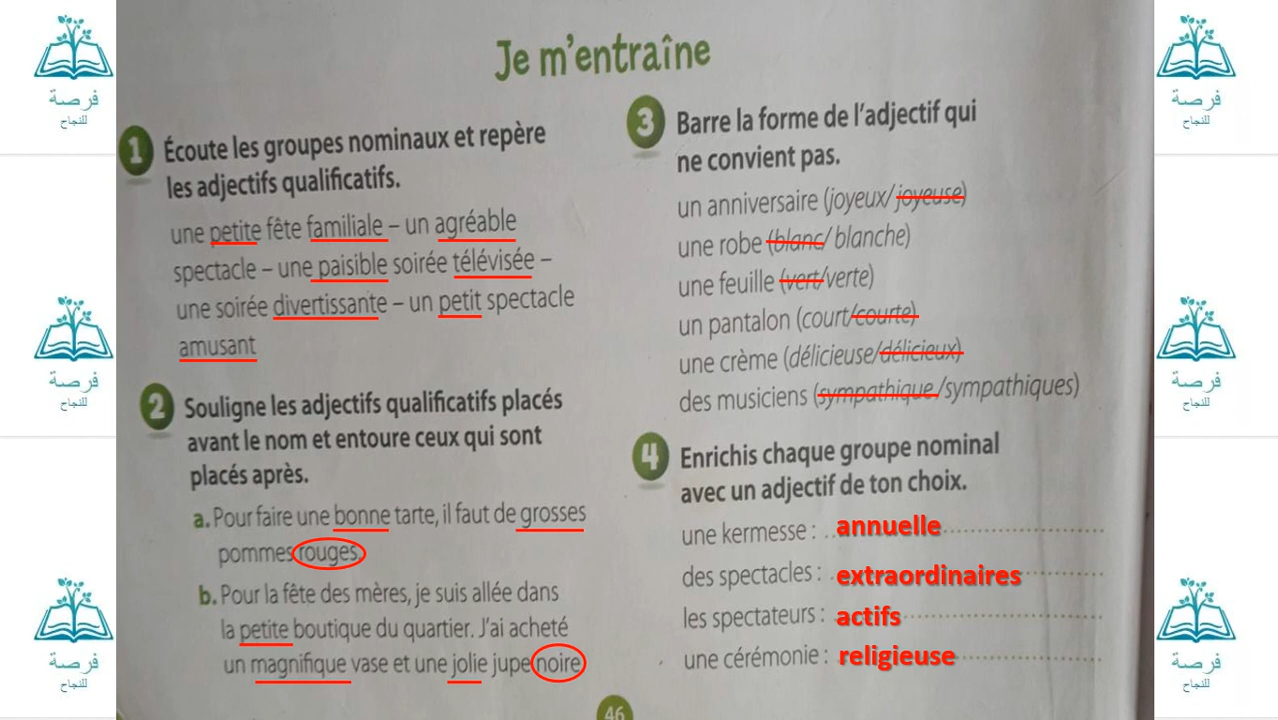 Je m'entraîne
1 Écoute les groupes nominaux et repère
les adjectifs qualificatifs.
une petite fête familiale – un agréable
spectacle – une paisible soirée télévisée –
une soirée divertissante – un petit spectacle
amusant
2 Souligne les adjectifs qualificatifs placés
avant le nom et entoure ceux qui sont
placés après.
a. Pour faire une bonne tarte, il faut de grosses
pommes rouges.
b. Pour la fête des mères, je suis allée dans
la petite boutique du quartier. J'ai acheté
un magnifique vase et une jolie jupe noire
3 Barre la forme de l'adjectif qui
ne convient pas.
un anniversaire (joyeux/joyeuse)
une robe (blanc/blanche)
une feuille (vert/verte)
un pantalon (court/courte)
une crème (délicieuse/délicieux)
des musiciens (sympathique/sympathiques)
4 Enrichis chaque groupe nominal
avec un adjectif de ton choix.
une kermesse : annuelle
des spectacles : extraordinaires
les spectateurs : actifs
une cérémonie : religieuse
46
فرصة
للنجاح
فرصة
للنجاح
فرصة
للنجاح
فرصة
للنجاح
فرصة
للنجاح
فرصة
للنجاح